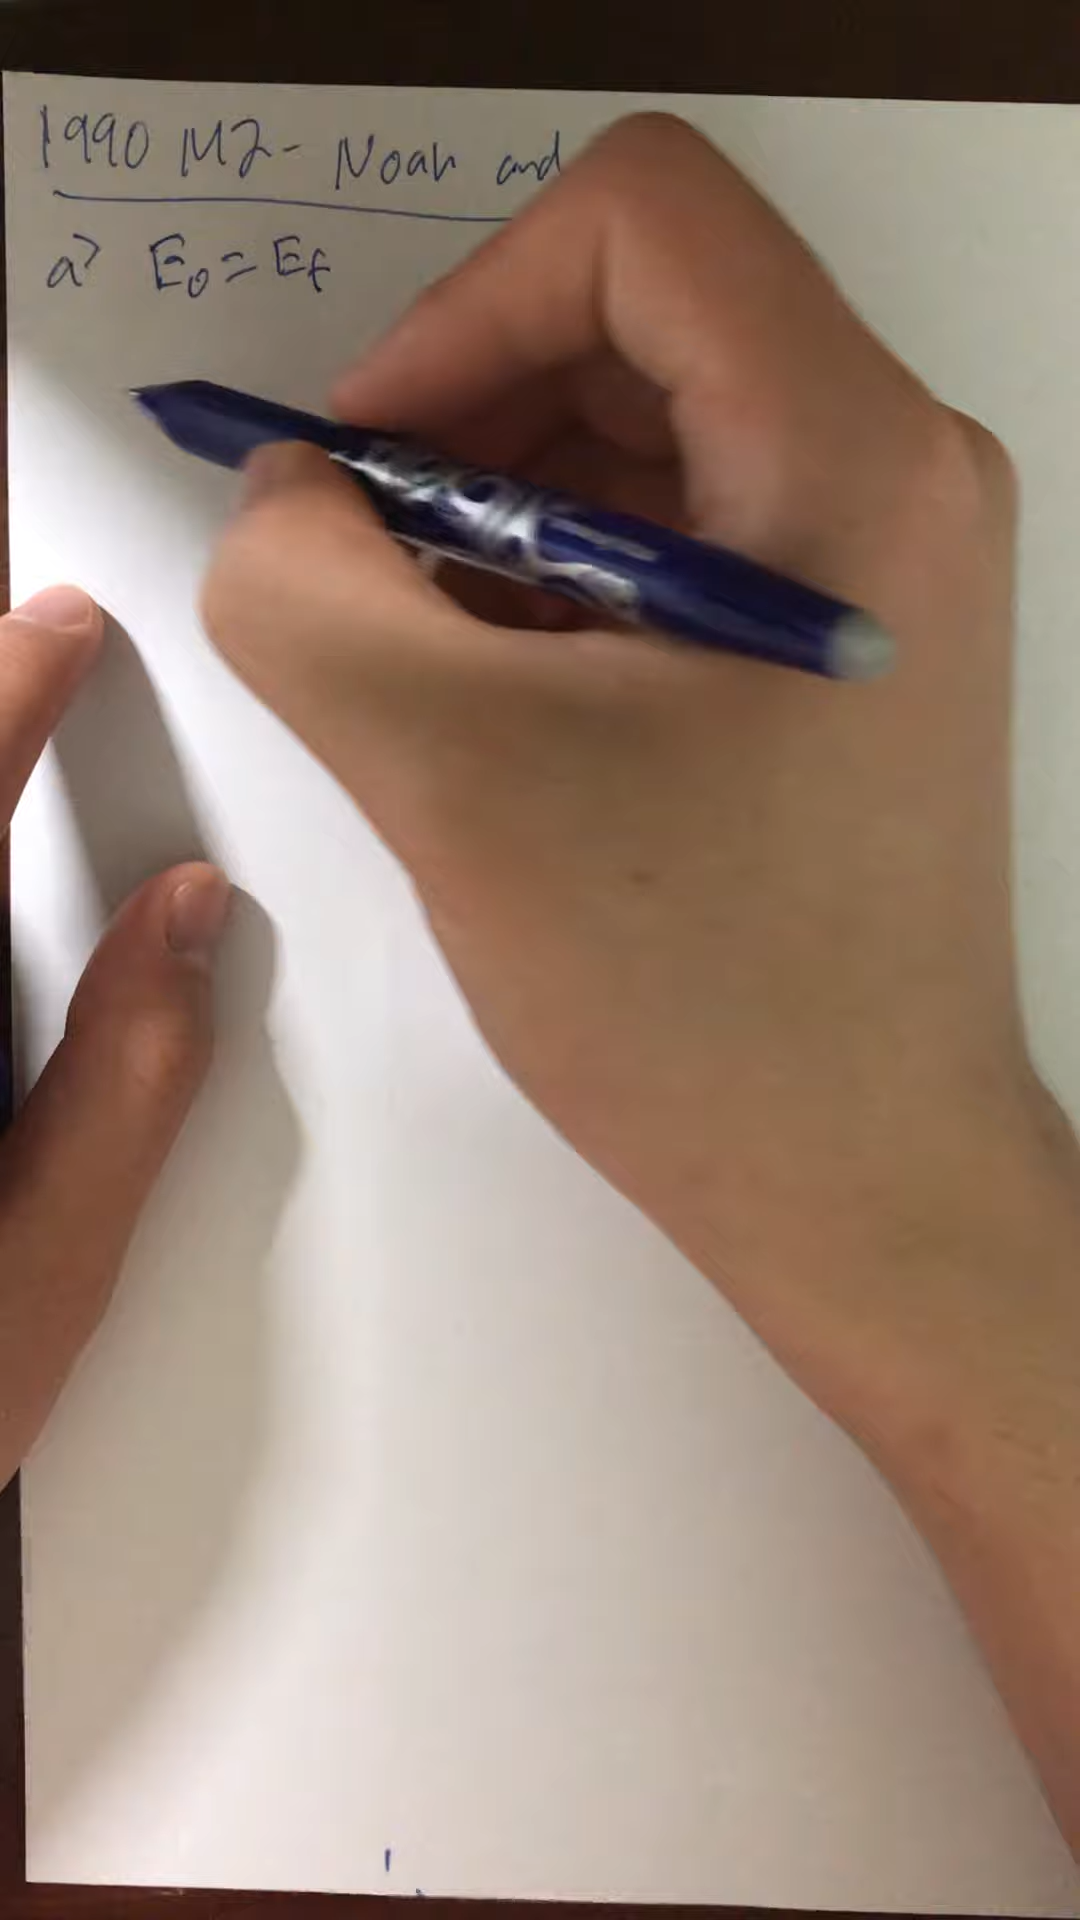 1990 M2- Noah and
a) E₀ = Ef